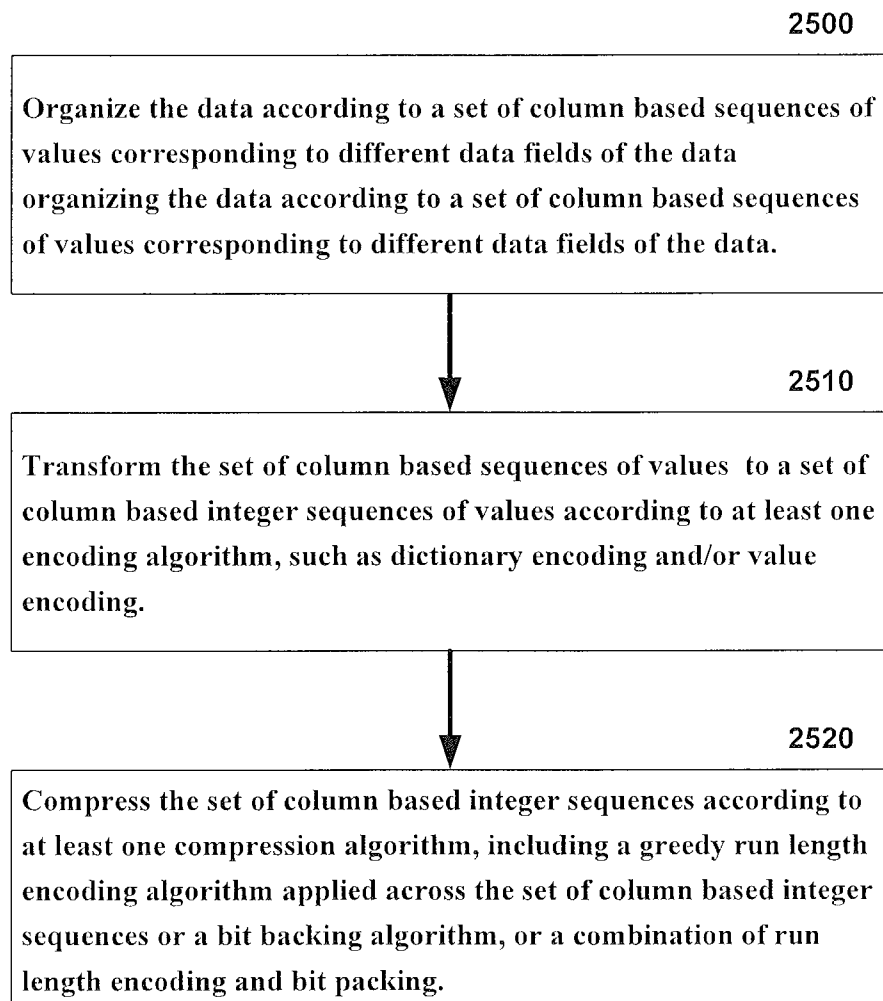 2500
Organize the data according to a set of column based sequences of
values corresponding to different data fields of the data
organizing the data according to a set of column based sequences
of values corresponding to different data fields of the data.
2510
Transform the set of column based sequences of values to a set of
column based integer sequences of values according to at least one
encoding algorithm, such as dictionary encoding and/or value
encoding.
2520
Compress the set of column based integer sequences according to
at least one compression algorithm, including a greedy run length
encoding algorithm applied across the set of column based integer
sequences or a bit backing algorithm, or a combination of run
length encoding and bit packing.